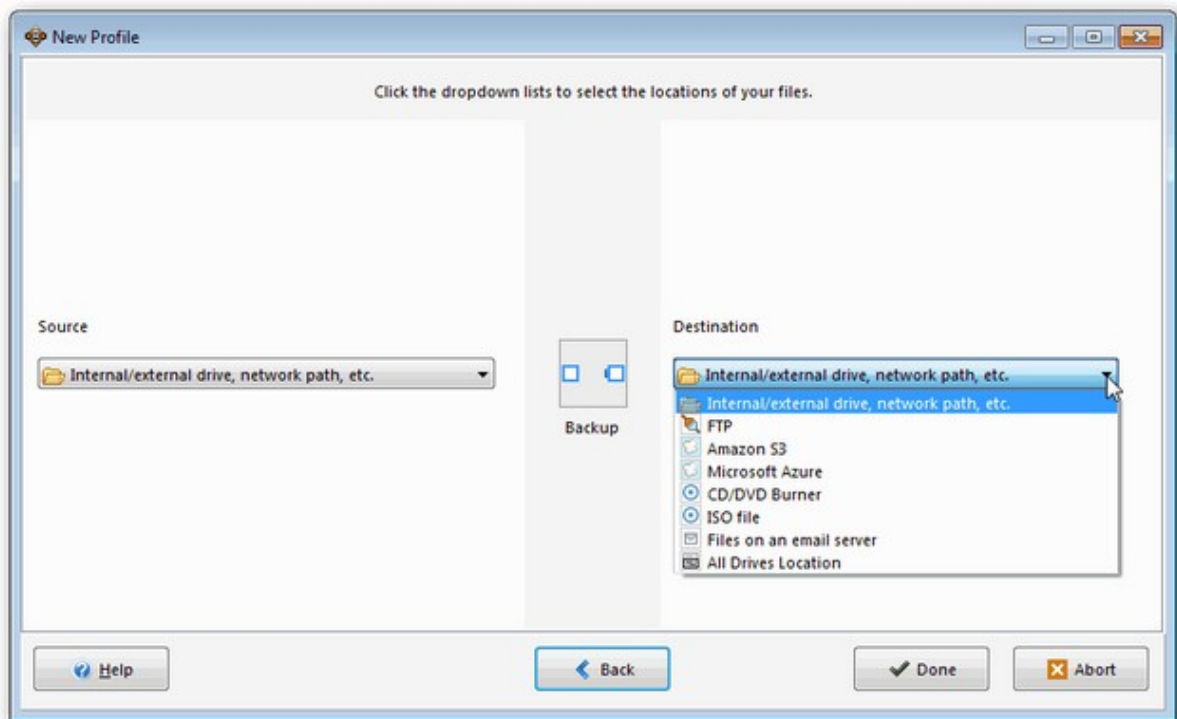 New Profile
Click the dropdown lists to select the locations of your files.
Source
Internal/external drive, network path, etc.
Backup
Destination
Internal/external drive, network path, etc.
Internal/external drive, network path, etc.
FTP
Amazon S3
Microsoft Azure
CD/DVD Burner
ISO file
Files on an email server
All Drives Location
Help
Back
Done
Abort